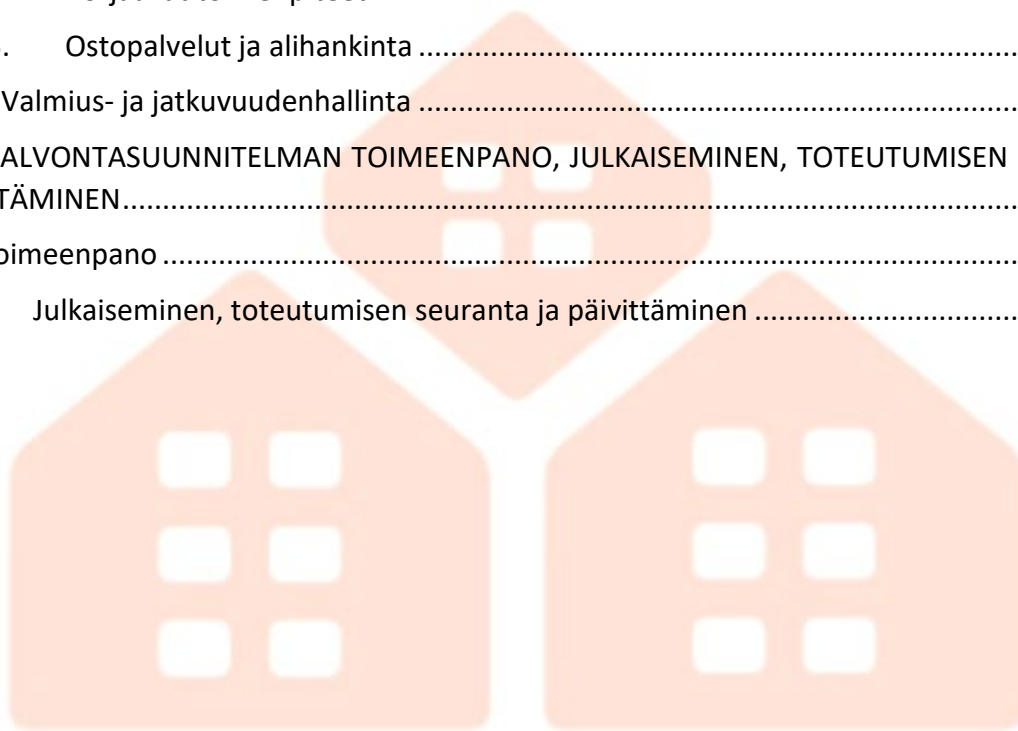 . Ostopalvelut ja alihankinta ........................................................................
Valmius- ja jatkuvuudenhallinta ........................................................................
ALVONTASUUNNITELMAN TOIMEENPANO, JULKAISEMINEN, TOTEUTUMISEN
TÄMINEN........................................................................
oimeenpano ........................................................................
Julkaiseminen, toteutumisen seuranta ja päivittäminen ................................